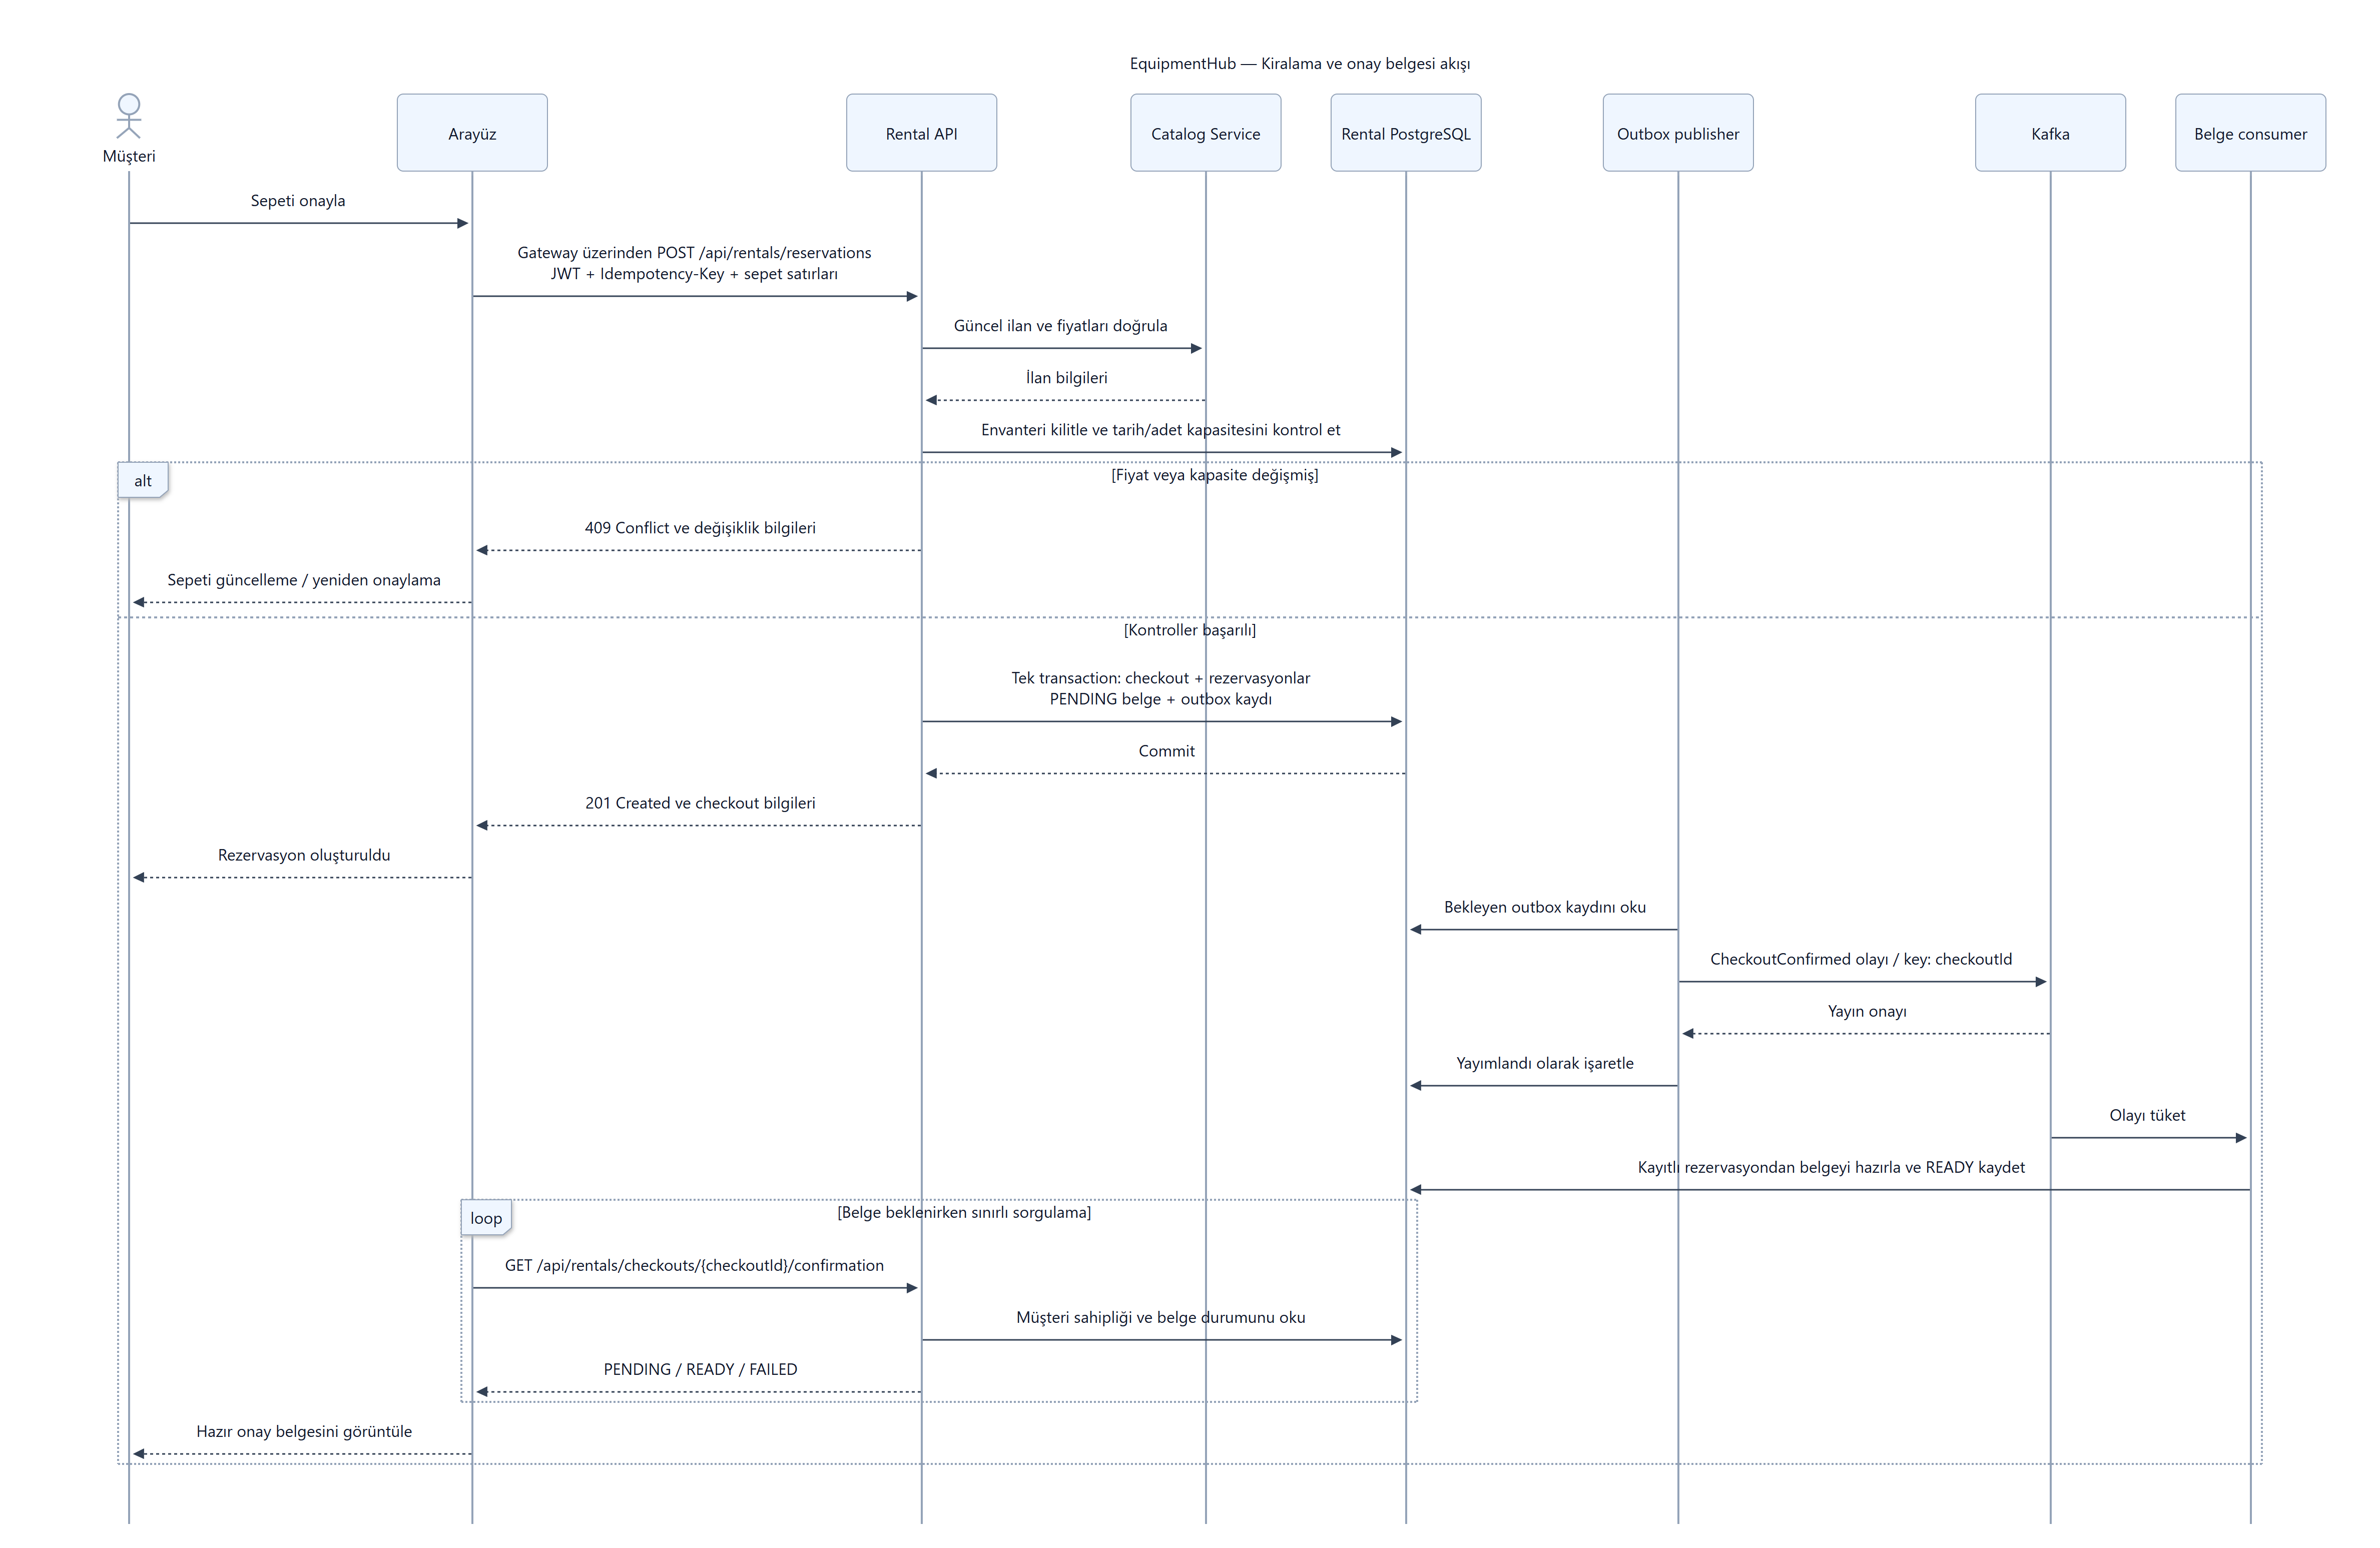 EquipmentHub — Kiralama ve onay belgesi akışı
Müşteri
Arayüz
Rental API
Catalog Service
Rental PostgreSQL
Outbox publisher
Kafka
Belge consumer
Sepeti onayla
Gateway üzerinden POST /api/rentals/reservations
JWT + Idempotency-Key + sepet satırları
Güncel ilan ve fiyatları doğrula
İlan bilgileri
Envanteri kilitle ve tarih/adet kapasitesini kontrol et
alt
[Fiyat veya kapasite değişmiş]
409 Conflict ve değişiklik bilgileri
Sepeti güncelleme / yeniden onaylama
[Kontroller başarılı]
Tek transaction: checkout + rezervasyonlar
PENDING belge + outbox kaydı
Commit
201 Created ve checkout bilgileri
Rezervasyon oluşturuldu
Bekleyen outbox kaydını oku
CheckoutConfirmed olayı / key: checkoutId
Yayın onayı
Yayımlandı olarak işaretle
Olayı tüket
Kayıtlı rezervasyondan belgeyi hazırla ve READY kaydet
loop
[Belge beklenirken sınırlı sorgulama]
GET /api/rentals/checkouts/{checkoutId}/confirmation
Müşteri sahipliği ve belge durumunu oku
PENDING / READY / FAILED
Hazır onay belgesini görüntüle